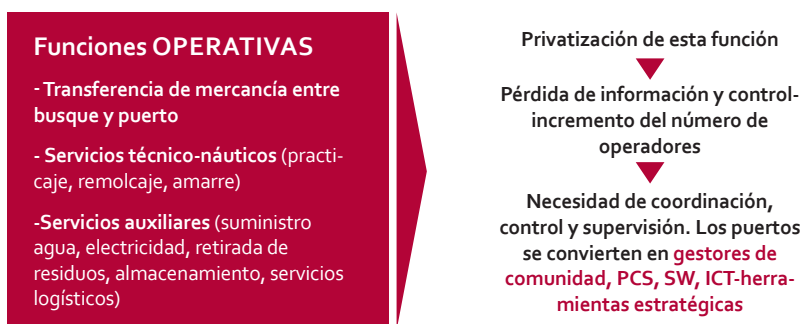 Funciones OPERATIVAS
- Transferencia de mercancía entre
busque y puerto
- Servicios técnico-náuticos (practi-
caje, remolcaje, amarre)
-Servicios auxiliares (suministro
agua, electricidad, retirada de
residuos, almacenamiento, servicios
logísticos)
Privatización de esta función
Pérdida de información y control-
incremento del número de
operadores
Necesidad de coordinación,
control y supervisión. Los puertos
se convierten en gestores de
comunidad, PCS, SW, ICT-herra-
mientas estratégicas